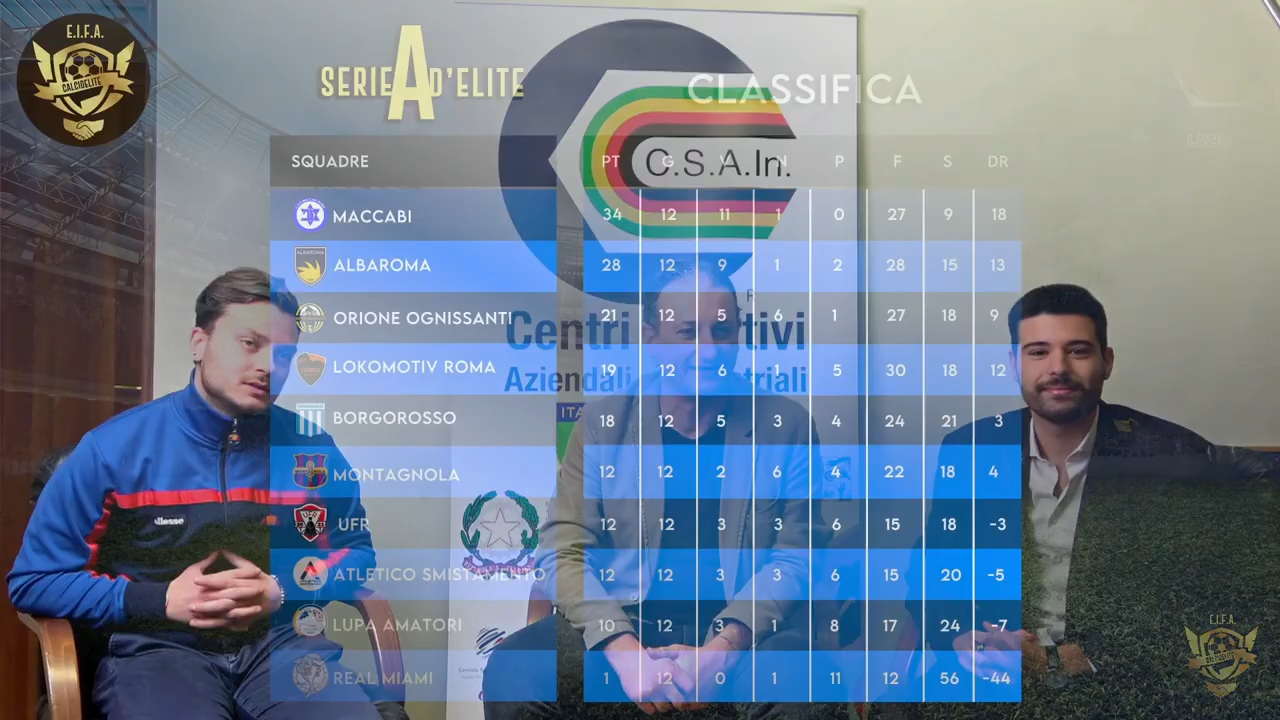 E.I.F.A.
CALCIOELITE
SERIE A D'ELITE
CLASSIFICA
C.S.A.In.
SQUADRE PT G V N P F S DR
MACCABI 34 12 11 1 0 27 9 18
ALBAROMA 28 12 9 1 2 28 15 13
ORIONE OGNISSANTI 21 12 5 6 1 27 18 9
LOKOMOTIV ROMA 19 12 6 1 5 30 18 12
BORGOROSSO 18 12 5 3 4 24 21 3
MONTAGNOLA 12 12 2 6 4 22 18 4
UFR 12 12 3 3 6 15 18 -3
ATLETICO SMISTAMENTO 12 12 3 3 6 15 20 -5
LUPA AMATORI 10 12 3 1 8 17 24 -7
REAL MIAMI 1 12 0 1 11 12 56 -44
Centri
tivi
Aziendali
triali
ITA
ellesse
E.I.F.A.
CALCIOELITE